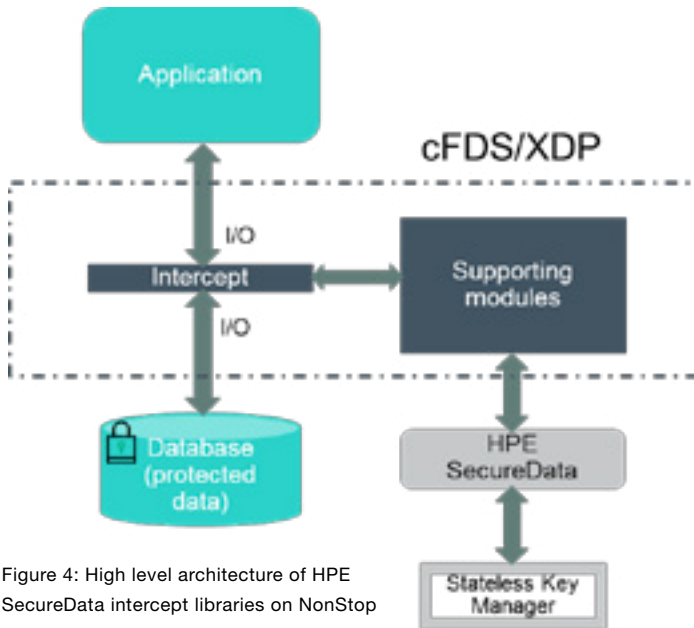 Application
cFDS/XDP
I/O
Intercept
Supporting
modules
I/O
Database
(protected
data)
HPE
SecureData
Stateless Key
Manager
Figure 4: High level architecture of HPE
SecureData intercept libraries on NonStop